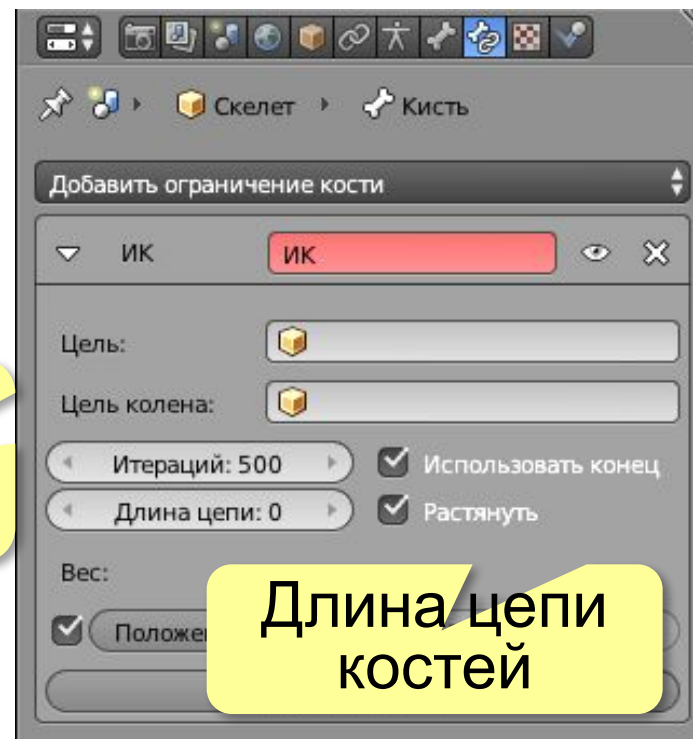 Скелет Кисть
Добавить ограничение кости
ИК ИК
Цель:
Цель колена:
Итераций: 500 Использовать конец
Длина цепи: 0 Растянуть
Вес:
Длина цепи
костей